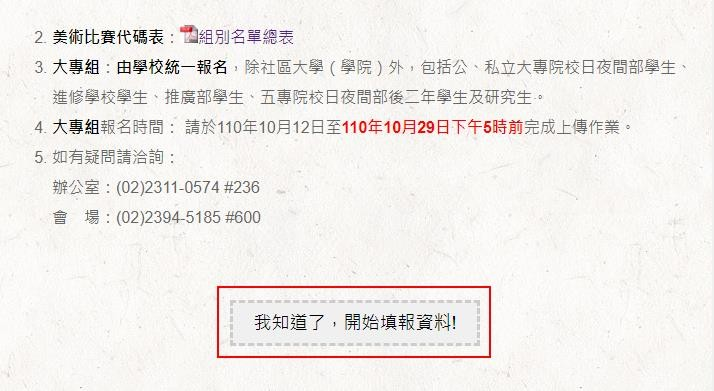 2. 美術比賽代碼表：組別名單總表
3. 大專組：由學校統一報名，除社區大學（學院）外，包括公、私立大專院校日夜間部學生、
進修學校學生、推廣部學生、五專院校日夜間部後二年學生及研究生。
4. 大專組報名時間： 請於110年10月12日至110年10月29日下午5時前完成上傳作業。
5. 如有疑問請洽詢：
辦公室：(02)2311-0574 #236
會　場：(02)2394-5185 #600
我知道了，開始填報資料!